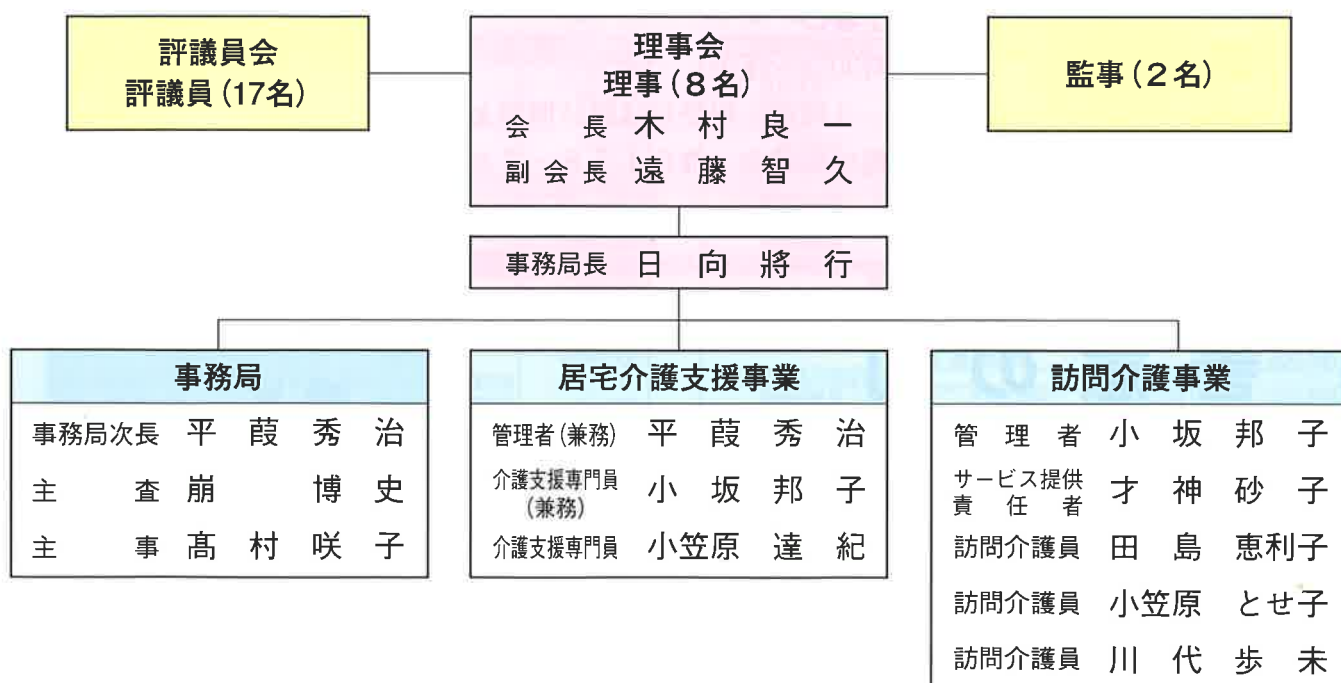 評議員会
評議員(17名)
理事会
理事(8名)
会長 木村良一
副会長 遠藤智久
監事(2名)
事務局長 日向將行
事務局
事務局次長 平葭秀治
主査 崩 博史
主事 髙村咲子
居宅介護支援事業
管理者(兼務) 平葭秀治
介護支援専門員
(兼務) 小坂邦子
介護支援専門員 小笠原達紀
訪問介護事業
管理者 小坂邦子
サービス提供
責任者 才神砂子
訪問介護員 田島恵利子
訪問介護員 小笠原とせ子
訪問介護員 川代歩未